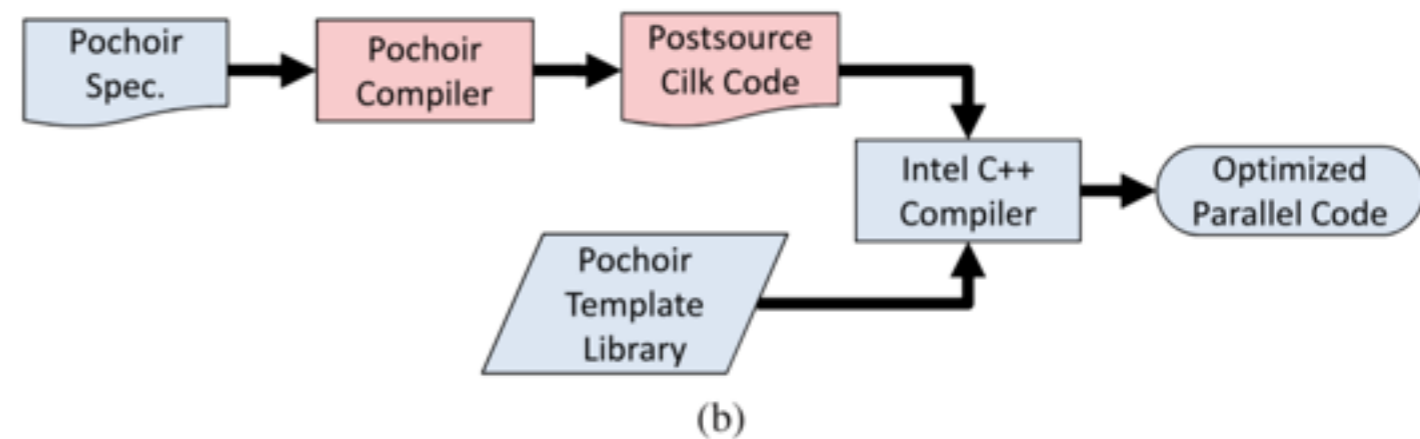 Pochoir
Spec.
Pochoir
Compiler
Postsource
Cilk Code
Intel C++
Compiler
Optimized
Parallel Code
Pochoir
Template
Library
(b)